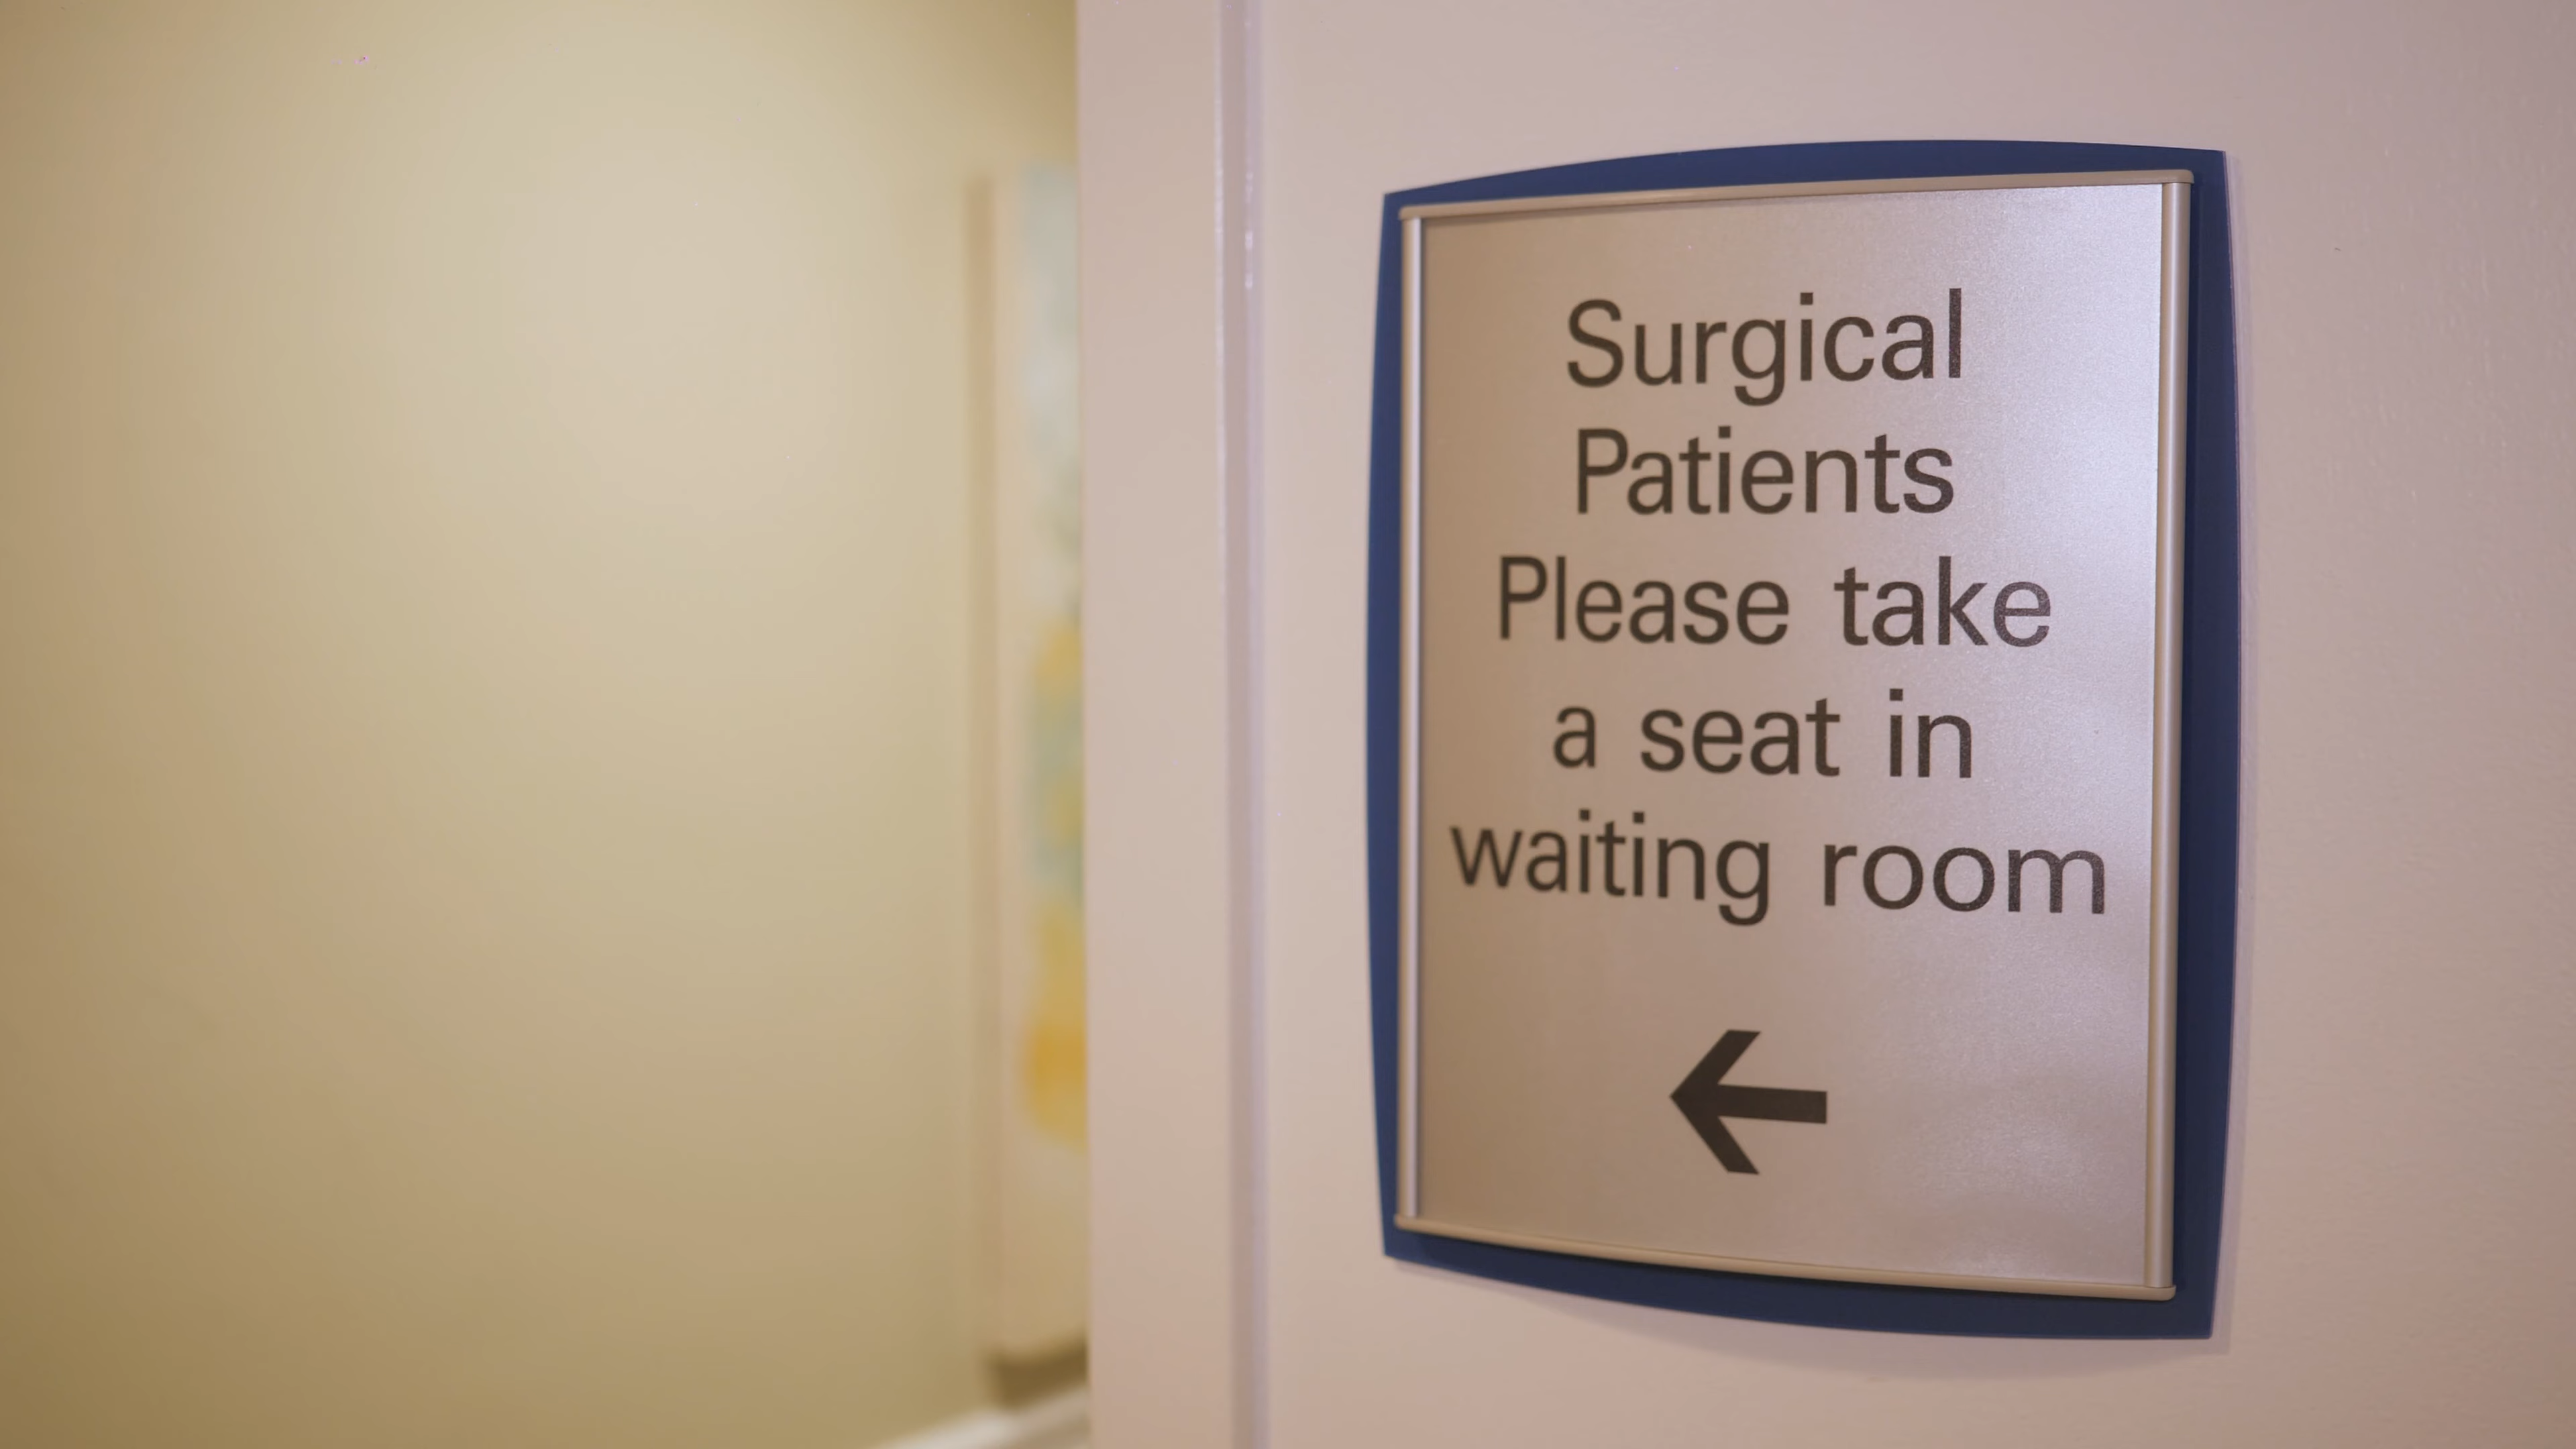 Surgical
Patients
Please take
a seat in
waiting room